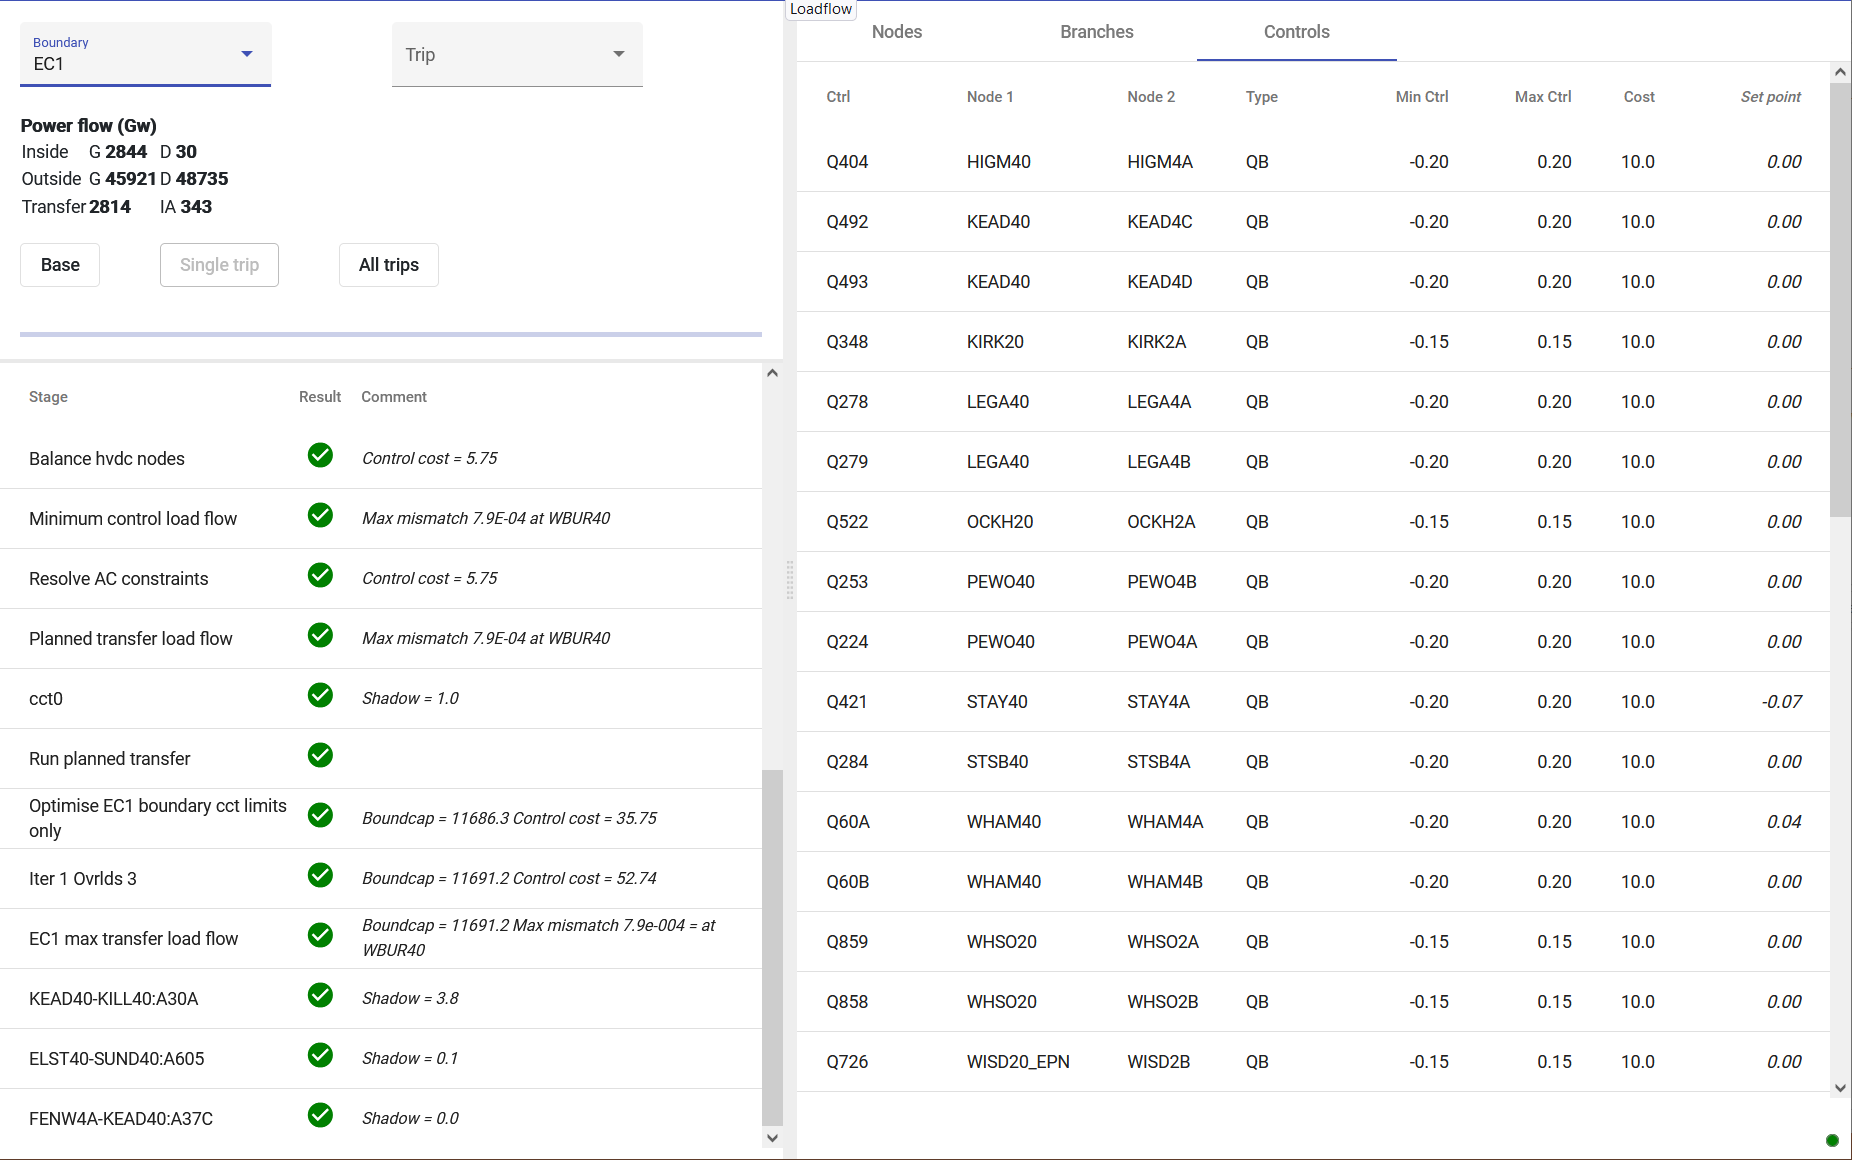 Loadflow
Boundary
EC1
Trip
Power flow (Gw)
Inside G 2844 D 30
Outside G 45921 D 48735
Transfer 2814 IA 343
Base Single trip All trips
Stage Result Comment
Balance hvdc nodes Control cost = 5.75
Minimum control load flow Max mismatch 7.9E-04 at WBUR40
Resolve AC constraints Control cost = 5.75
Planned transfer load flow Max mismatch 7.9E-04 at WBUR40
cct0 Shadow = 1.0
Run planned transfer
Optimise EC1 boundary cct limits
only
Boundcap = 11686.3 Control cost = 35.75
Iter 1 Ovrlds 3 Boundcap = 11691.2 Control cost = 52.74
EC1 max transfer load flow
Boundcap = 11691.2 Max mismatch 7.9e-004 = at
WBUR40
KEAD40-KILL40:A30A Shadow = 3.8
ELST40-SUND40:A605 Shadow = 0.1
FENW4A-KEAD40:A37C Shadow = 0.0
Nodes Branches Controls
Ctrl Node 1 Node 2 Type Min Ctrl Max Ctrl Cost Set point
Q404 HIGM40 HIGM4A QB -0.20 0.20 10.0 0.00
Q492 KEAD40 KEAD4C QB -0.20 0.20 10.0 0.00
Q493 KEAD40 KEAD4D QB -0.20 0.20 10.0 0.00
Q348 KIRK20 KIRK2A QB -0.15 0.15 10.0 0.00
Q278 LEGA40 LEGA4A QB -0.20 0.20 10.0 0.00
Q279 LEGA40 LEGA4B QB -0.20 0.20 10.0 0.00
Q522 OCKH20 OCKH2A QB -0.15 0.15 10.0 0.00
Q253 PEWO40 PEWO4B QB -0.20 0.20 10.0 0.00
Q224 PEWO40 PEWO4A QB -0.20 0.20 10.0 0.00
Q421 STAY40 STAY4A QB -0.20 0.20 10.0 -0.07
Q284 STSB40 STSB4A QB -0.20 0.20 10.0 0.00
Q60A WHAM40 WHAM4A QB -0.20 0.20 10.0 0.04
Q60B WHAM40 WHAM4B QB -0.20 0.20 10.0 0.00
Q859 WHSO20 WHSO2A QB -0.15 0.15 10.0 0.00
Q858 WHSO20 WHSO2B QB -0.15 0.15 10.0 0.00
Q726 WISD20_EPN WISD2B QB -0.15 0.15 10.0 0.00